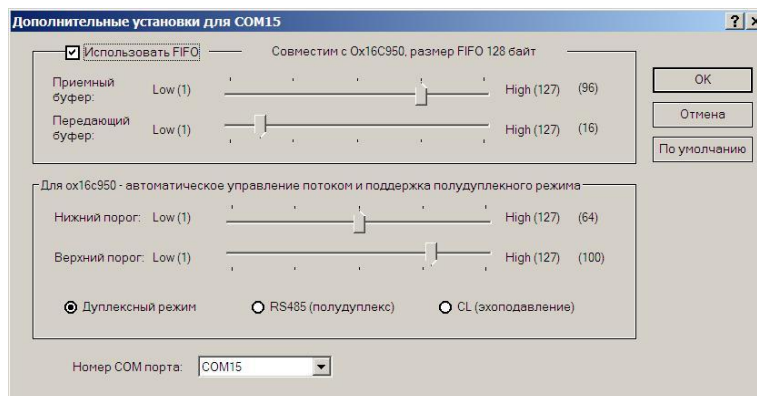 Дополнительные установки для COM15
Использовать FIFO
Совместим с Ox16C950, размер FIFO 128 байт
Приемный буфер: Low (1) High (127) (96)
Передающий буфер: Low (1) High (127) (16)
OK
Отмена
По умолчанию
Для ox16c950 - автоматическое управление потоком и поддержка полудуплекного режима
Нижний порог: Low (1) High (127) (64)
Верхний порог: Low (1) High (127) (100)
Дуплексный режим RS485 (полудуплекс) CL (эхоподавление)
Номер COM порта: COM15